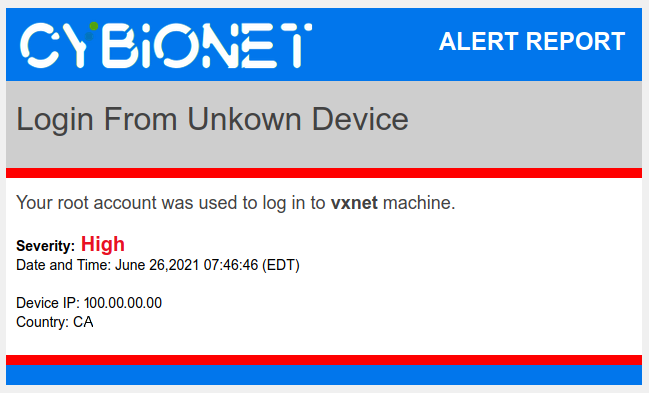 CYBiONET
ALERT REPORT
Login From Unkown Device
Your root account was used to log in to vxnet machine.
Severity: High
Date and Time: June 26,2021 07:46:46 (EDT)
Device IP: 100.00.00.00
Country: CA